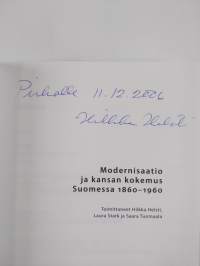 Pirkolle 11.12.2006
Hilkka Helsti
Modernisaatio
ja kansan kokemus
Suomessa 1860–1960
Toimittaneet Hilkka Helsti,
Laura Stark ja Saara Tuomaala